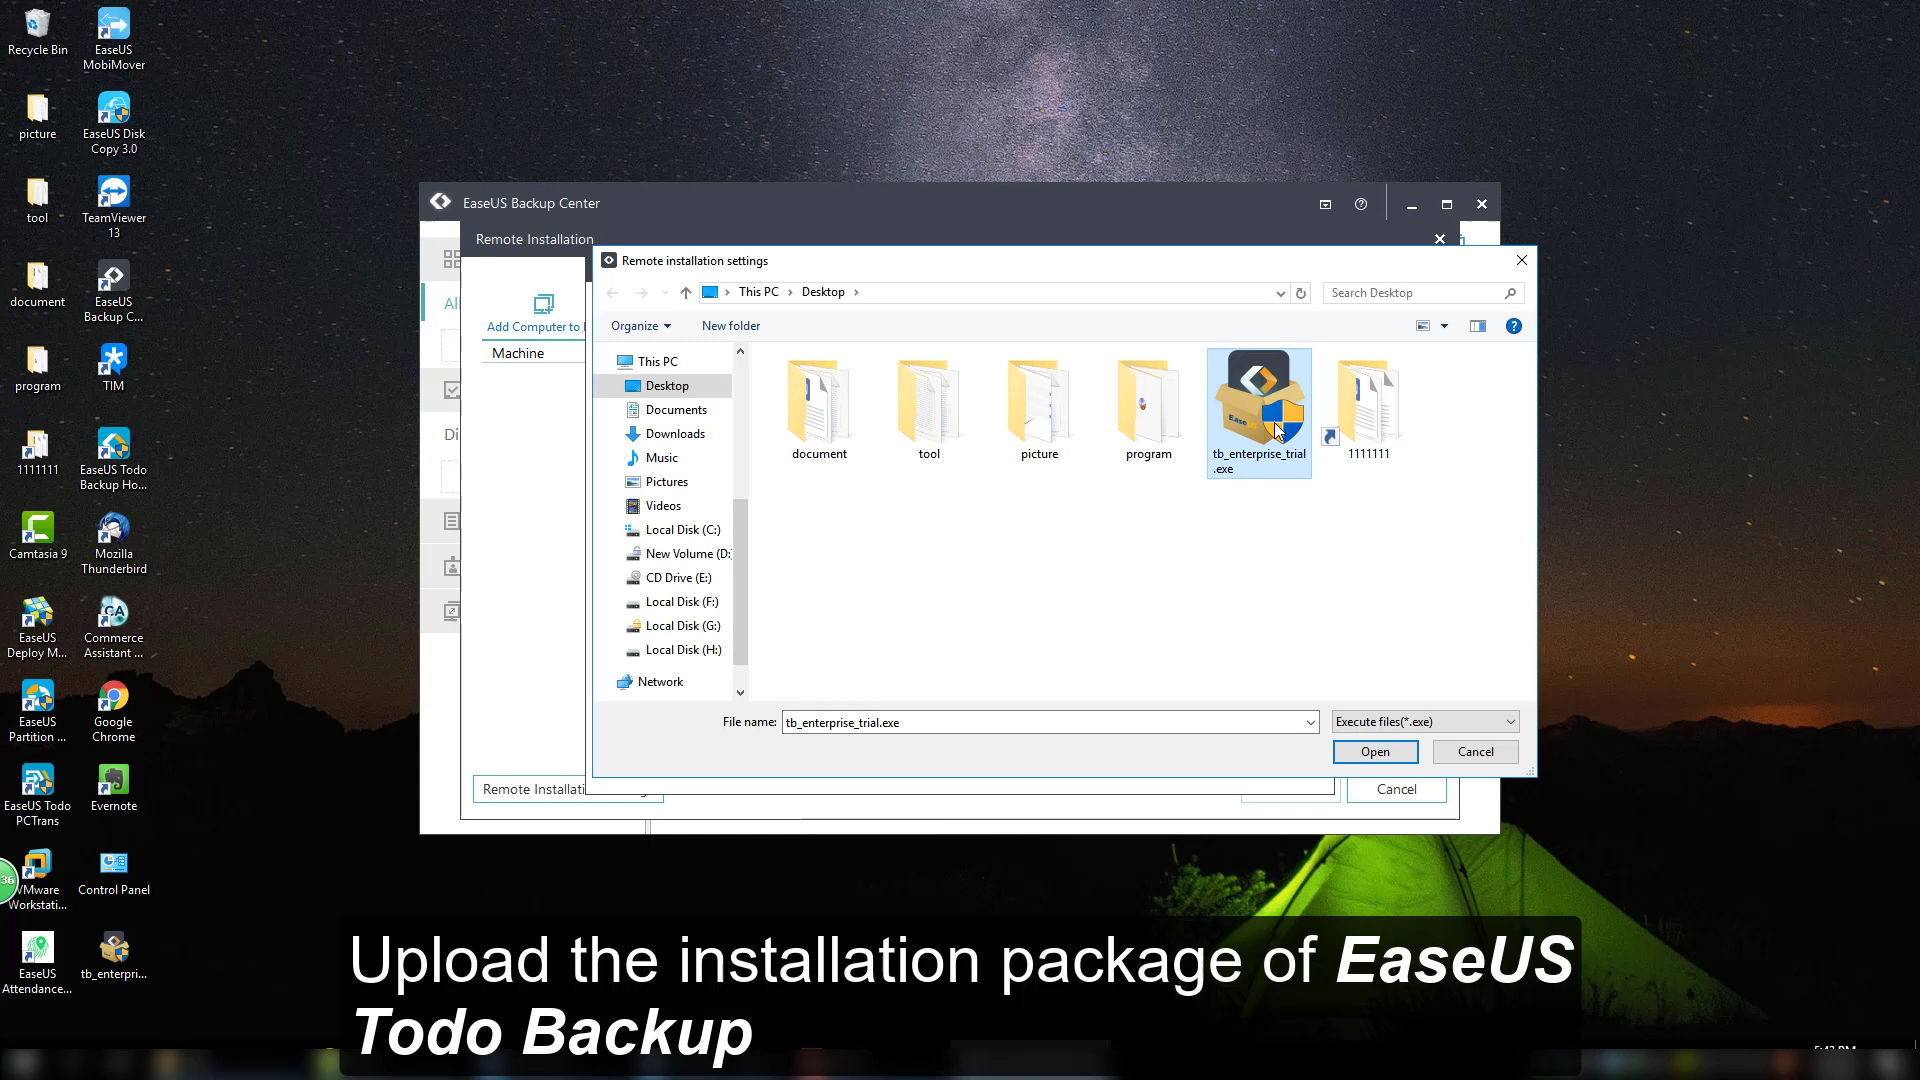 Recycle Bin
EaseUS
MobiMover
picture
EaseUS Disk
Copy 3.0
tool
TeamViewer
13
document
EaseUS
Backup C...
program
TIM
1111111
EaseUS Todo
Backup Ho...
Camtasia 9
Mozilla
Thunderbird
EaseUS
Deploy M...
Commerce
Assistant ...
EaseUS
Partition ...
Google
Chrome
EaseUS Todo
PCTrans
Evernote
36
VMware
Workstati...
Control Panel
EaseUS
Attendance...
tb_enterpri...
EaseUS Backup Center
Remote Installation
Add Computer to
Machine
Al
Di
Remote Installati
Cancel
Remote installation settings
This PC
Desktop
Search Desktop
Organize
New folder
This PC
Desktop
Documents
Downloads
Music
Pictures
Videos
Local Disk (C:)
New Volume (D:
CD Drive (E:)
Local Disk (F:)
Local Disk (G:)
Local Disk (H:)
Network
document
tool
picture
program
tb_enterprise_trial
.exe
1111111
File name:
tb_enterprise_trial.exe
Execute files(*.exe)
Open
Cancel
Upload the installation package of EaseUS
Todo Backup